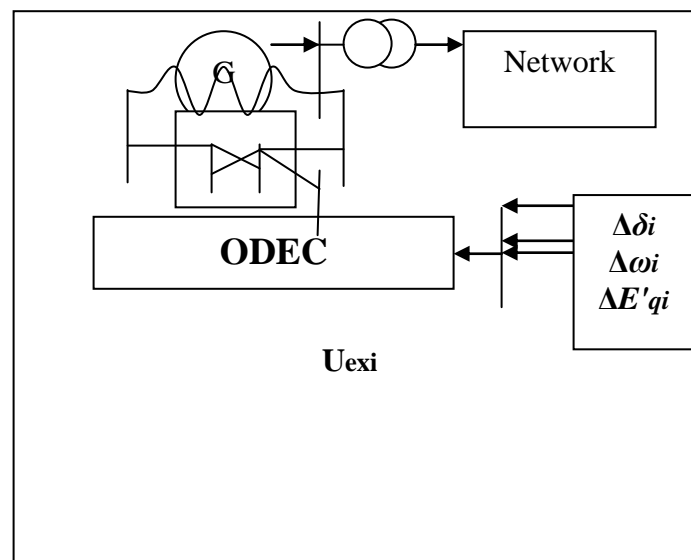 G
Network
ODEC
Δδi
Δωi
ΔE'qi
Uexi